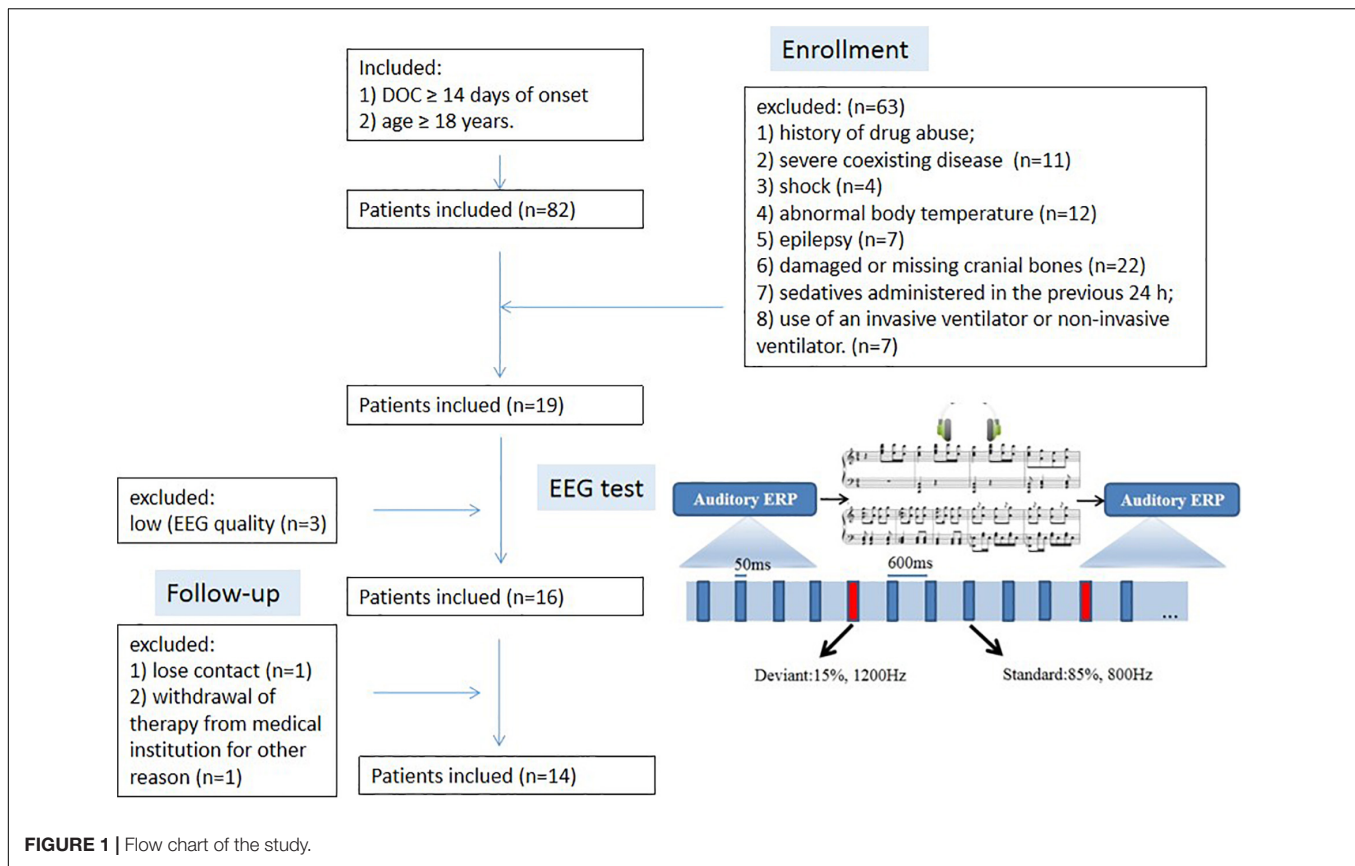 Enrollment
Included:
1) DOC ≥ 14 days of onset
2) age ≥ 18 years.
excluded: (n=63)
1) history of drug abuse;
2) severe coexisting disease (n=11)
3) shock (n=4)
4) abnormal body temperature (n=12)
5) epilepsy (n=7)
6) damaged or missing cranial bones (n=22)
7) sedatives administered in the previous 24 h;
8) use of an invasive ventilator or non-invasive
ventilator. (n=7)
Patients included (n=82)
Patients inclued (n=19)
EEG test
excluded:
low (EEG quality (n=3)
Auditory ERP
Auditory ERP
50ms
600ms
...
Deviant:15%, 1200Hz
Standard:85%, 800Hz
Patients inclued (n=16)
Follow-up
excluded:
1) lose contact (n=1)
2) withdrawal of
therapy from medical
institution for other
reason (n=1)
Patients inclued (n=14)
FIGURE 1 | Flow chart of the study.